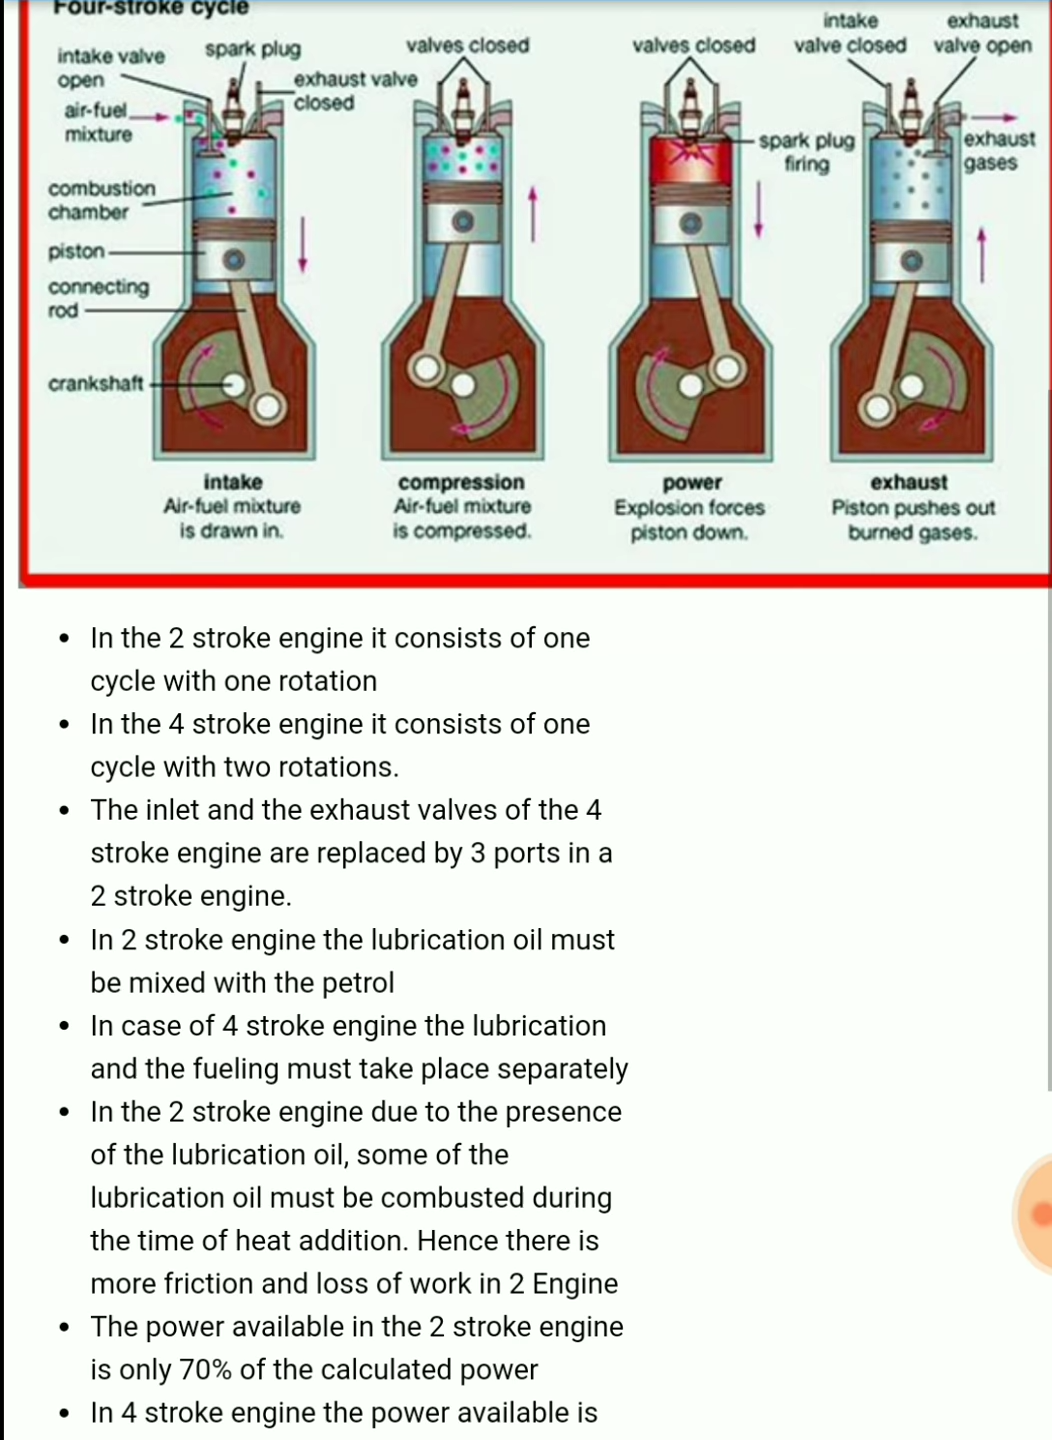 Four-stroke cycle
intake valve
open
spark plug
exhaust valve
closed
air-fuel
mixture
combustion
chamber
piston
connecting
rod
crankshaft
intake
Air-fuel mixture
is drawn in.
valves closed
compression
Air-fuel mixture
is compressed.
valves closed
spark plug
firing
power
Explosion forces
piston down.
intake
valve closed
exhaust
valve open
exhaust
gases
exhaust
Piston pushes out
burned gases.
• In the 2 stroke engine it consists of one
cycle with one rotation
• In the 4 stroke engine it consists of one
cycle with two rotations.
• The inlet and the exhaust valves of the 4
stroke engine are replaced by 3 ports in a
2 stroke engine.
• In 2 stroke engine the lubrication oil must
be mixed with the petrol
• In case of 4 stroke engine the lubrication
and the fueling must take place separately
• In the 2 stroke engine due to the presence
of the lubrication oil, some of the
lubrication oil must be combusted during
the time of heat addition. Hence there is
more friction and loss of work in 2 Engine
• The power available in the 2 stroke engine
is only 70% of the calculated power
• In 4 stroke engine the power available is